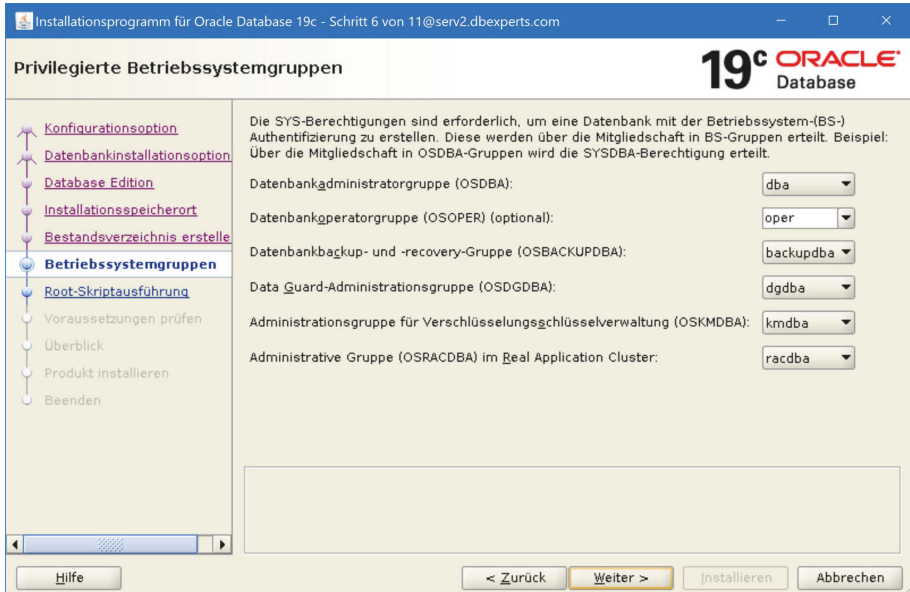 Installationsprogramm für Oracle Database 19c - Schritt 6 von 11@serv2.dbexperts.com
Privilegierte Betriebssystemgruppen
19c ORACLE
Database
Konfigurationsoption
Datenbankinstallationsoption
Database Edition
Installationsspeicherort
Bestandsverzeichnis erstelle
Betriebssystemgruppen
Root-Skriptausführung
Voraussetzungen prüfen
Überblick
Produkt installieren
Beenden
Die SYS-Berechtigungen sind erforderlich, um eine Datenbank mit der Betriebssystem-(BS-)
Authentifizierung zu erstellen. Diese werden über die Mitgliedschaft in BS-Gruppen erteilt. Beispiel:
Über die Mitgliedschaft in OSDBA-Gruppen wird die SYSDBA-Berechtigung erteilt.
Datenbankadministratorgruppe (OSDBA): dba
Datenbankoperatorgruppe (OSOPER) (optional): oper
Datenbankbackup- und -recovery-Gruppe (OSBACKUPDBA): backupdba
Data Guard-Administrationsgruppe (OSDGDBA): dgdba
Administrationsgruppe für Verschlüsselungsschlüsselverwaltung (OSKMDBA): kmdba
Administrative Gruppe (OSRACDBA) im Real Application Cluster: racdba
Hilfe
< Zurück
Weiter >
Installieren
Abbrechen